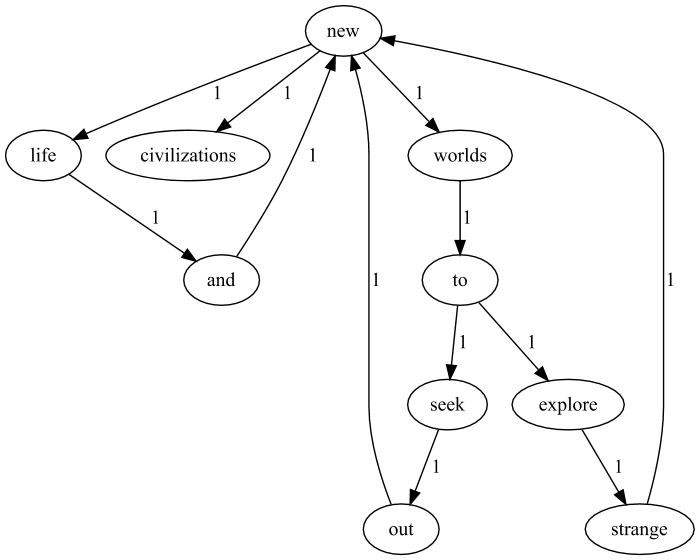 new
1 1 1
life civilizations 1 worlds
1 1
and to
1 1 1 1
seek explore
1 1
out strange